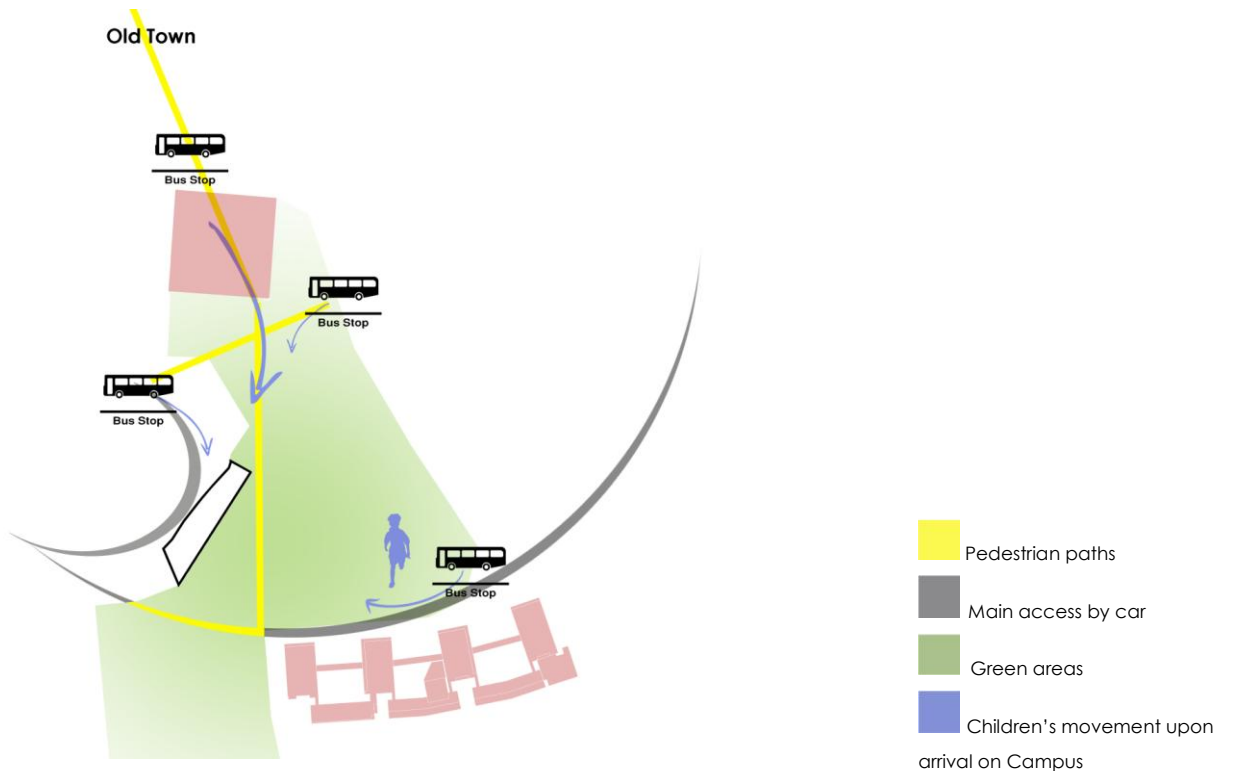 Old Town
Bus Stop
Bus Stop
Bus Stop
Bus Stop
Pedestrian paths
Main access by car
Green areas
Children's movement upon
arrival on Campus